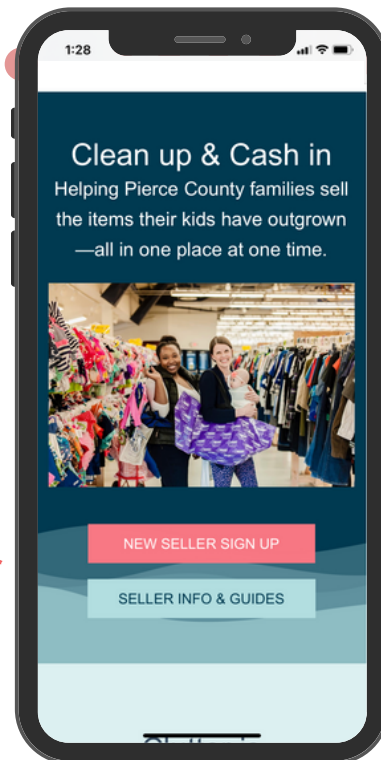 1:28
Clean up & Cash in
Helping Pierce County families sell
the items their kids have outgrown
—all in one place at one time.
NEW SELLER SIGN UP
SELLER INFO & GUIDES